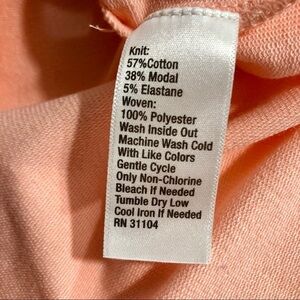 Knit:
57%Cotton
38% Modal
5% Elastane
Woven:
100% Polyester
Wash Inside Out
Machine Wash Cold
With Like Colors
Gentle Cycle
Only Non-Chlorine
Bleach If Needed
Tumble Dry Low
Cool Iron If Needed
RN 31104